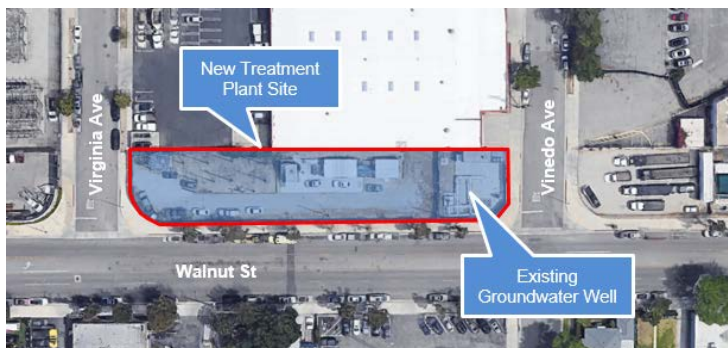 New Treatment
Plant Site
Virginia Ave
Vinedo Ave
Walnut St
Existing
Groundwater Well